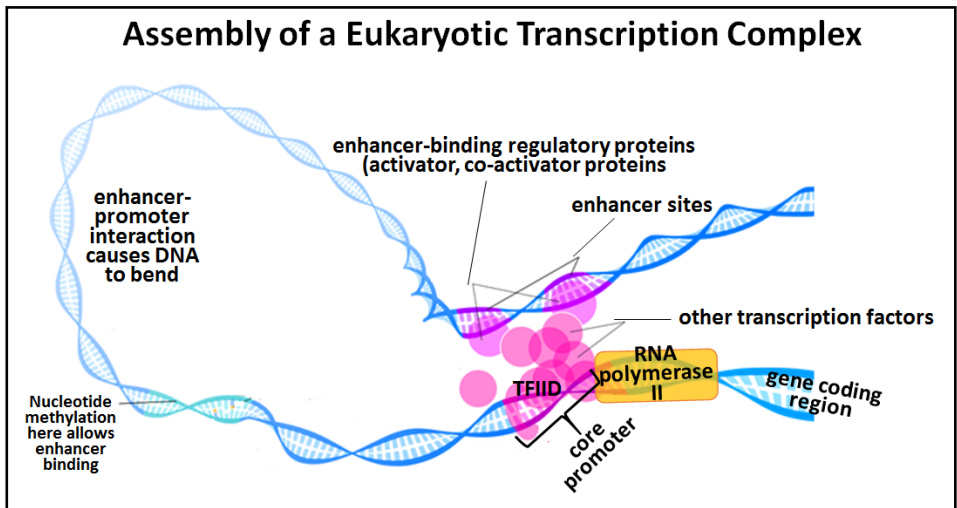 Assembly of a Eukaryotic Transcription Complex
enhancer-binding regulatory proteins
(activator, co-activator proteins
enhancer-
promoter
interaction
causes DNA
to bend
enhancer sites
other transcription factors
RNA
polymerase
II
TFIID
gene coding
region
core
promoter
Nucleotide
methylation
here allows
enhancer
binding